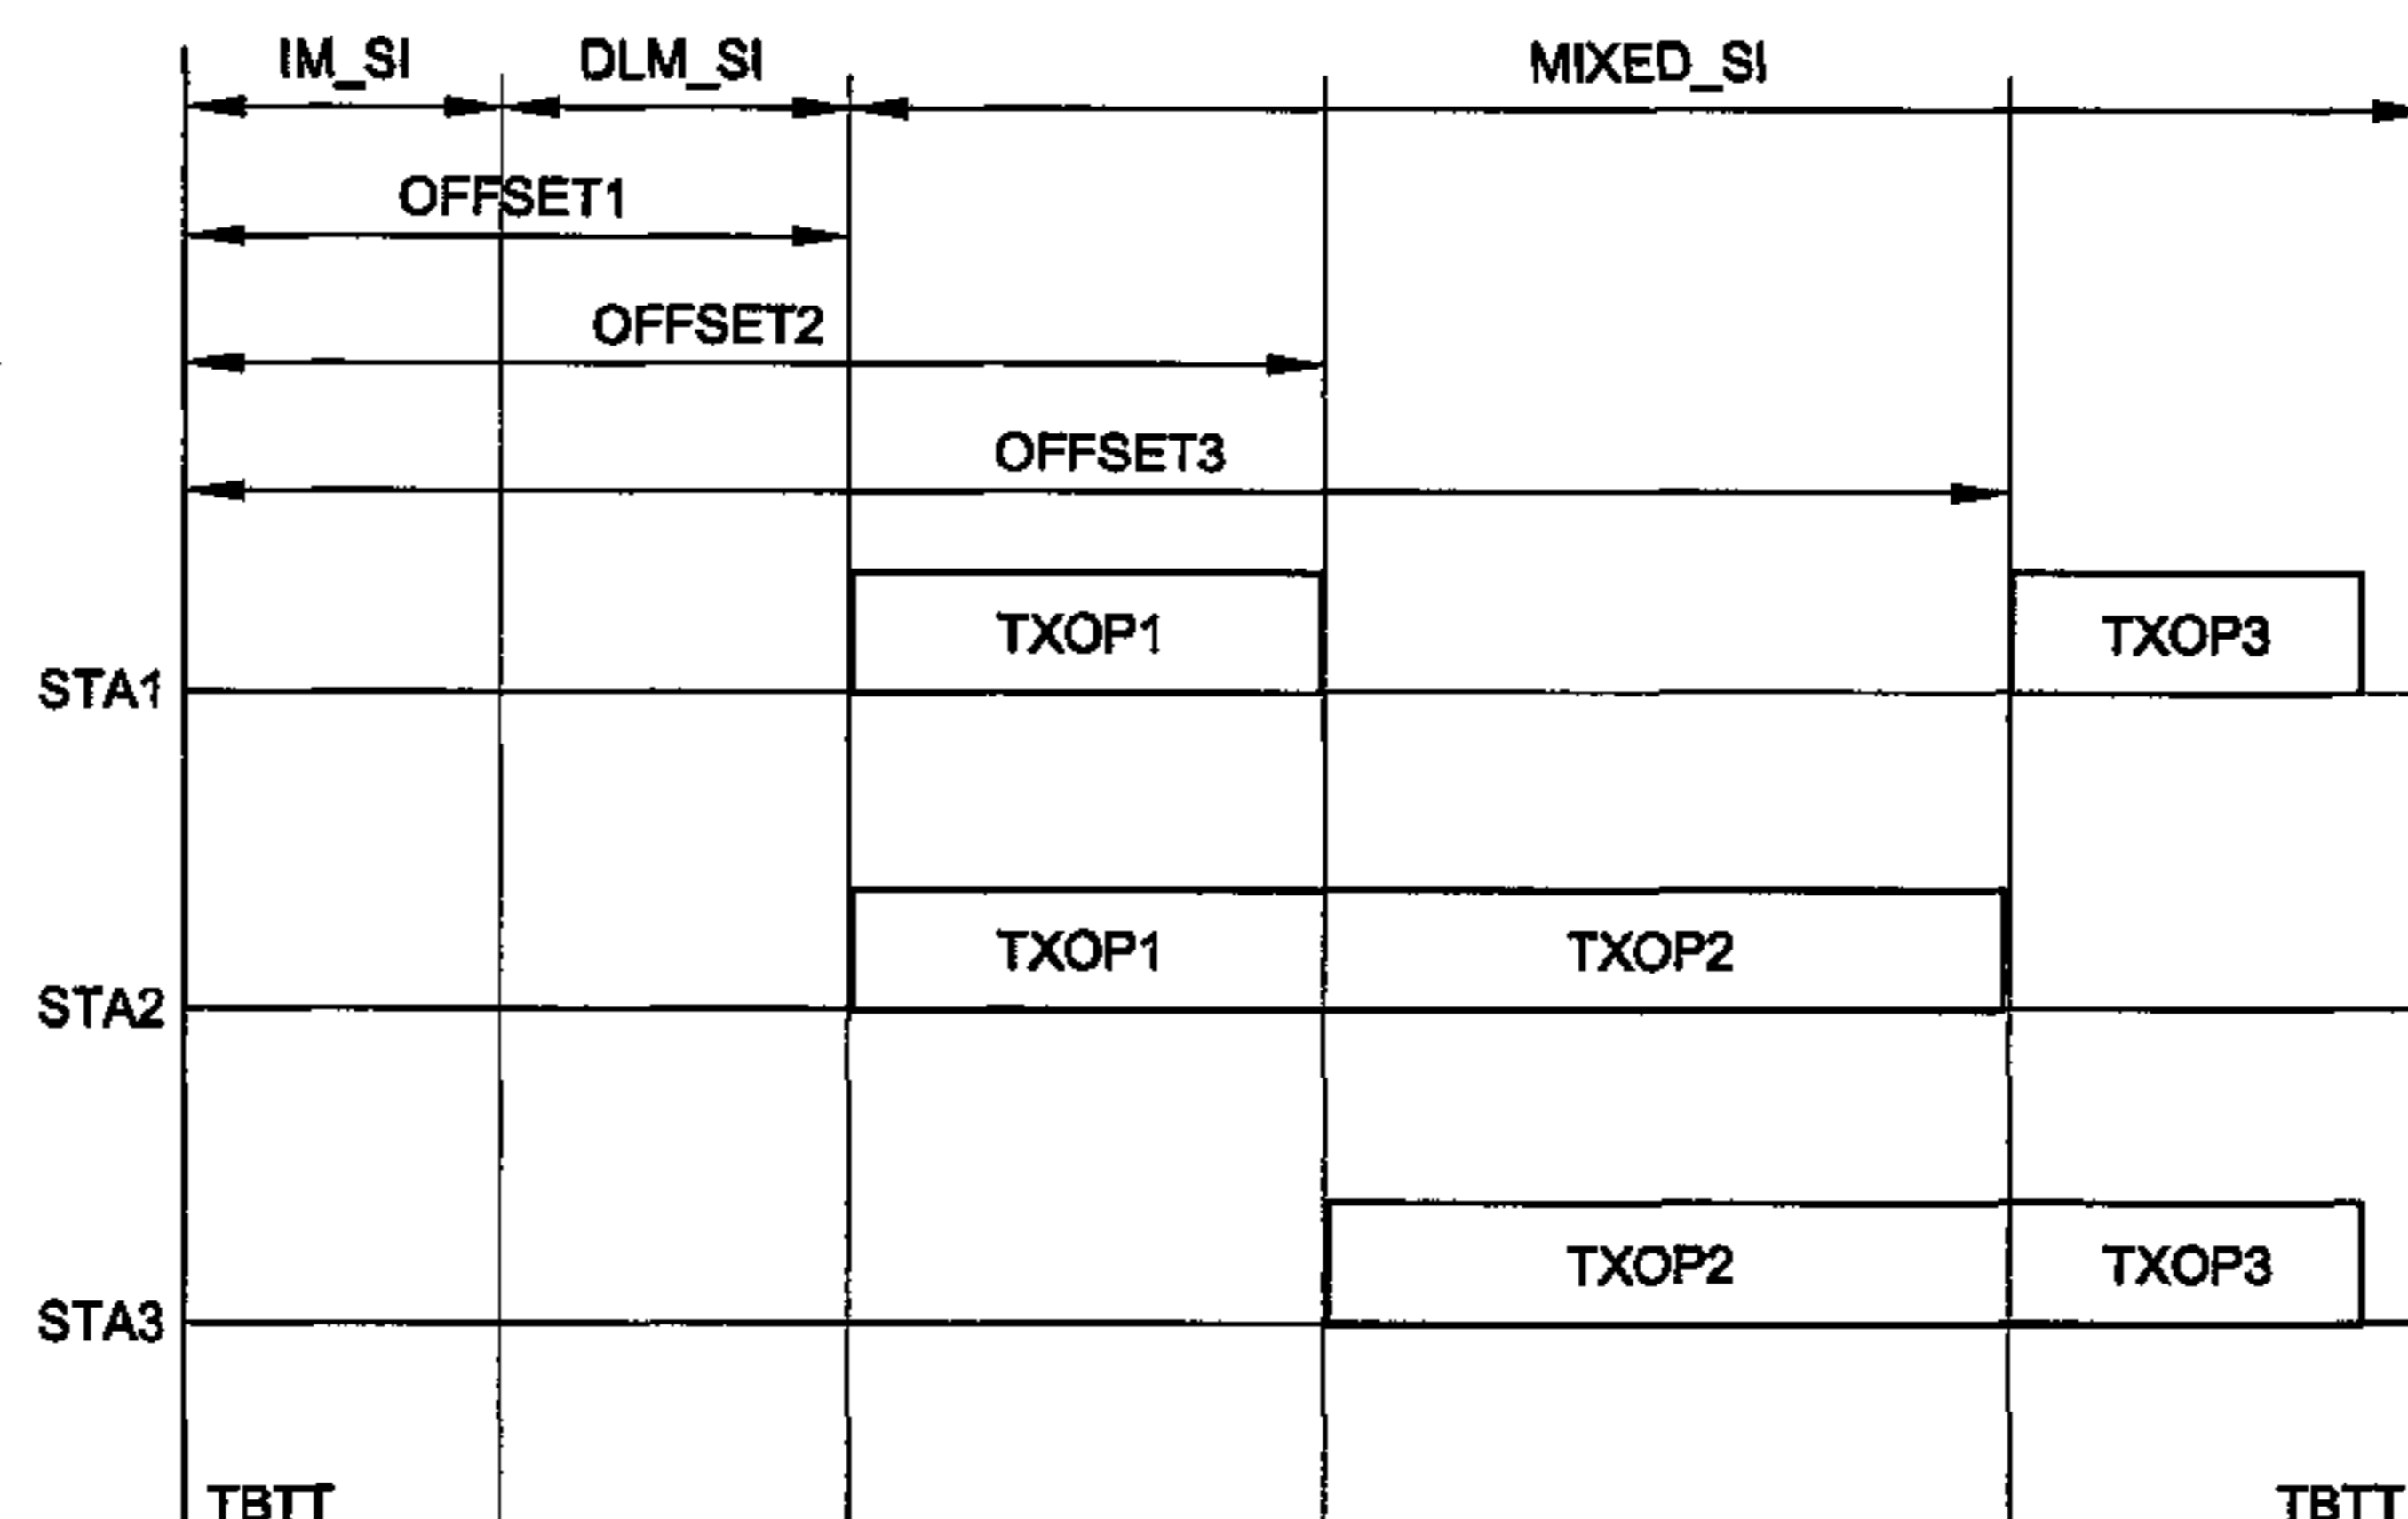 IM_SI DLM_SI MIXED_SI
OFFSET1
OFFSET2
OFFSET3
TXOP1 TXOP3
STA1
TXOP1 TXOP2
STA2
TXOP2 TXOP3
STA3
TBTT TBTT